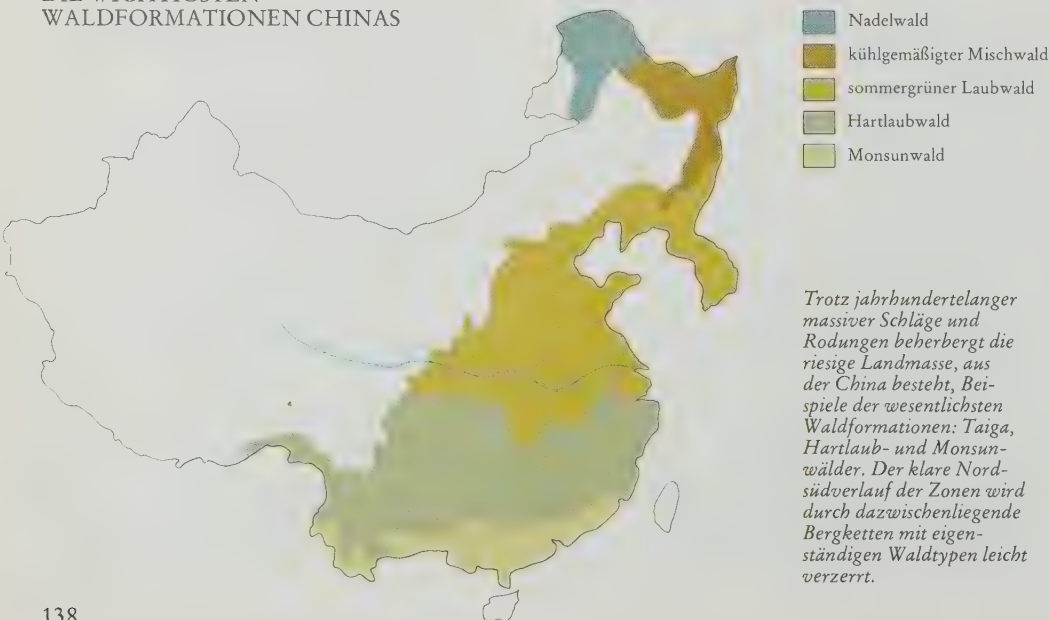 WALDFORMATIONEN CHINAS
Nadelwald
kühlgemäßigter Mischwald
sommergrüner Laubwald
Hartlaubwald
Monsunwald
Trotz jahrhundertelanger
massiver Schläge und
Rodungen beherbergt die
riesige Landmasse, aus
der China besteht, Bei-
spiele der wesentlichsten
Waldformationen: Taiga,
Hartlaub- und Monsun-
wälder. Der klare Nord-
südverlauf der Zonen wird
durch dazwischenliegende
Bergketten mit eigen-
ständigen Waldtypen leicht
verzerrt.
138